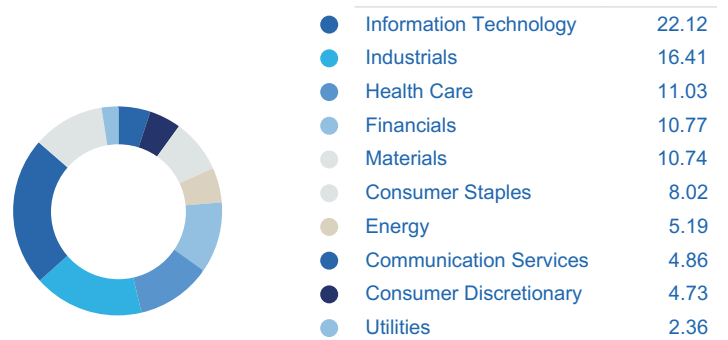 Information Technology 22.12
Industrials 16.41
Health Care 11.03
Financials 10.77
Materials 10.74
Consumer Staples 8.02
Energy 5.19
Communication Services 4.86
Consumer Discretionary 4.73
Utilities 2.36